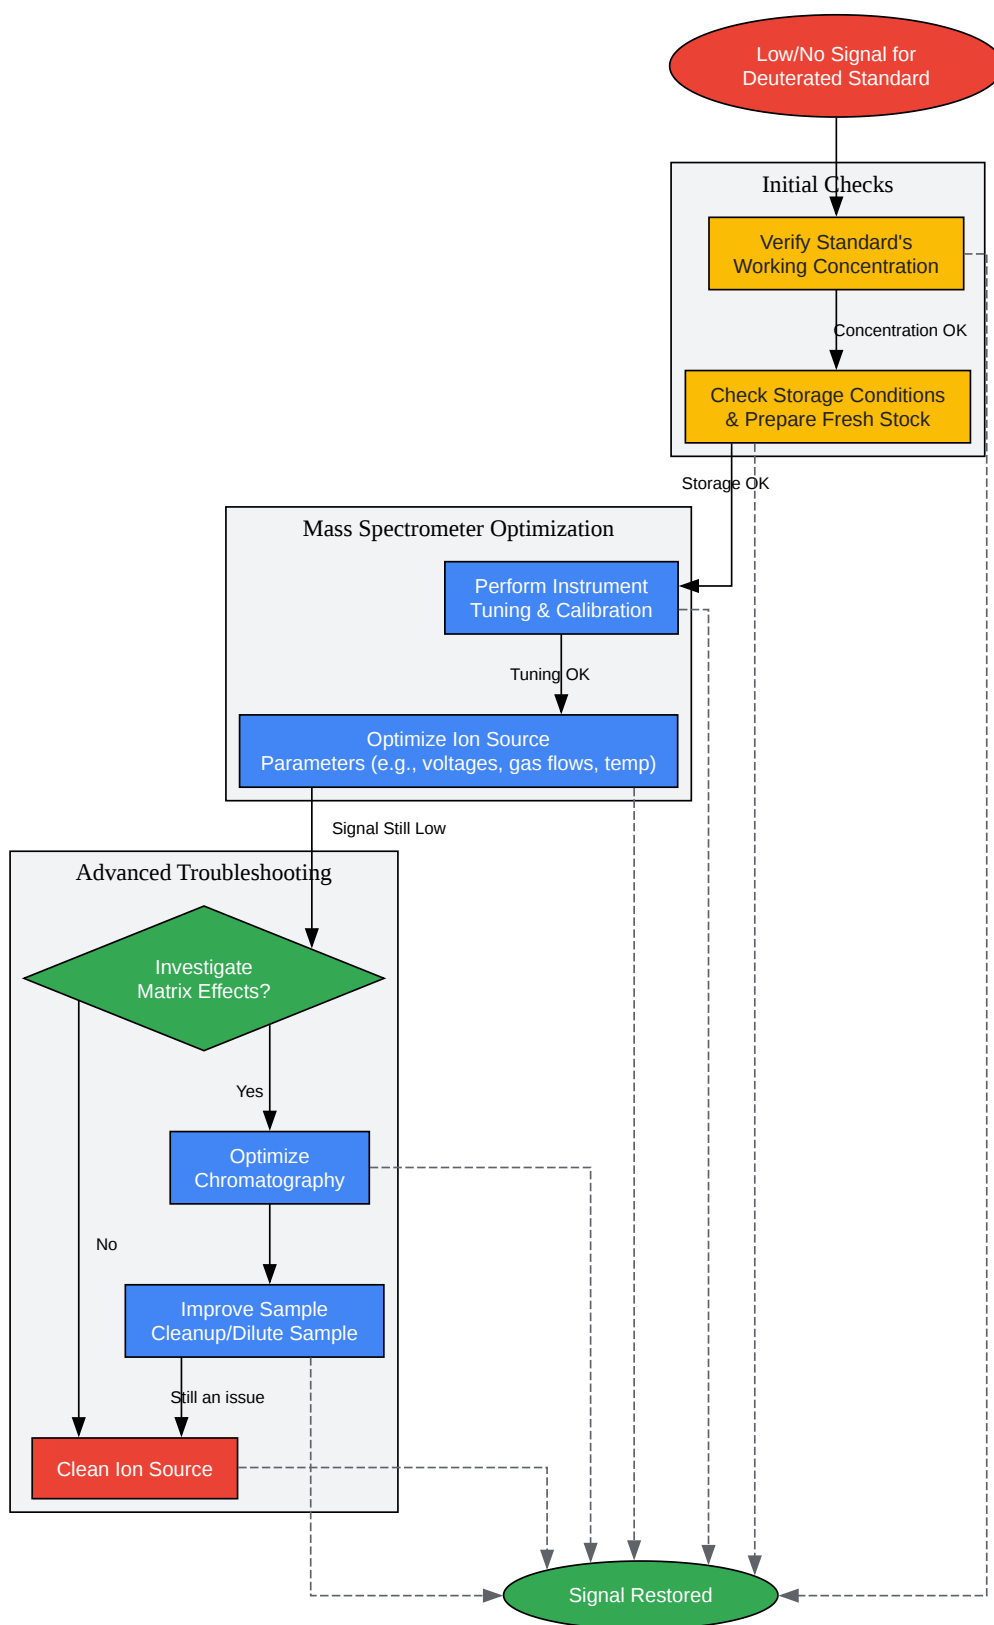 Low/No Signal for
Deuterated Standard
Initial Checks
Verify Standard's
Working Concentration
Concentration OK
Check Storage Conditions
& Prepare Fresh Stock
Storage OK
Mass Spectrometer Optimization
Perform Instrument
Tuning & Calibration
Tuning OK
Optimize Ion Source
Parameters (e.g., voltages, gas flows, temp)
Signal Still Low
Advanced Troubleshooting
Investigate
Matrix Effects?
Yes
Optimize
Chromatography
No
Improve Sample
Cleanup/Dilute Sample
Still an issue
Clean Ion Source
Signal Restored